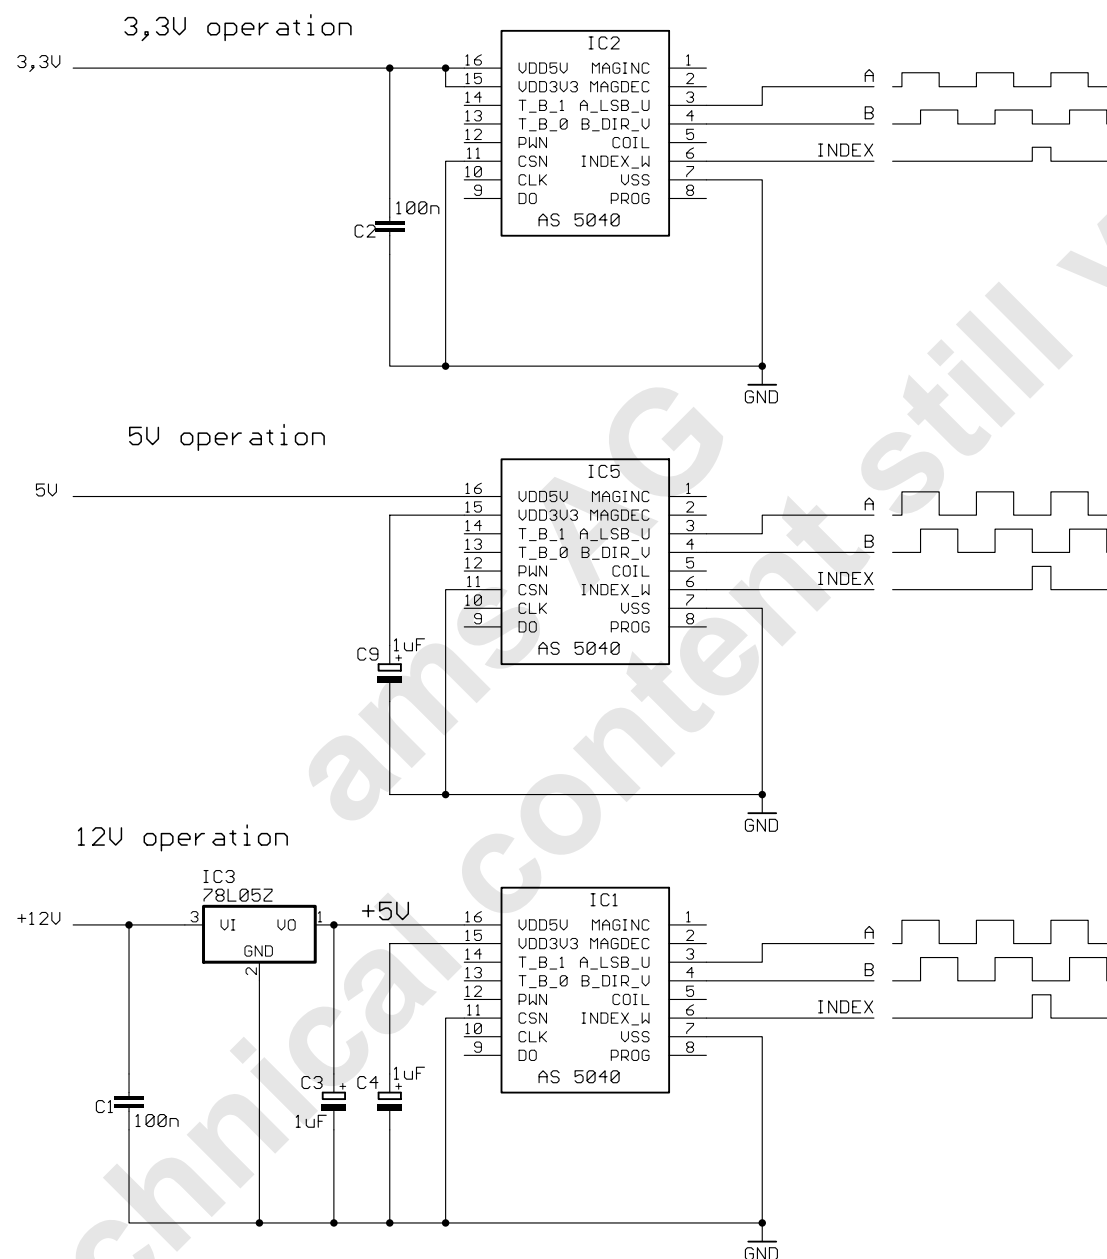 3,3V operation
3,3V
IC2
16 VDD5V MAGINC 1
15 VDD3V3 MAGDEC 2
14 T_B_1 A_LSB_U 3
13 T_B_0 B_DIR_V 4
12 PWN COIL 5
11 CSN INDEX_W 6
10 CLK VSS 7
9 DO PROG 8
AS 5040
A
B
INDEX
100n
C2
GND
5V operation
5V
IC5
16 VDD5V MAGINC 1
15 VDD3V3 MAGDEC 2
14 T_B_1 A_LSB_U 3
13 T_B_0 B_DIR_V 4
12 PWN COIL 5
11 CSN INDEX_W 6
10 CLK VSS 7
9 DO PROG 8
AS 5040
A
B
INDEX
C9 1uF
+
GND
12V operation
IC3
78L05Z
+12V
3 VI VO 1
GND
2
+5V
IC1
16 VDD5V MAGINC 1
15 VDD3V3 MAGDEC 2
14 T_B_1 A_LSB_U 3
13 T_B_0 B_DIR_V 4
12 PWN COIL 5
11 CSN INDEX_W 6
10 CLK VSS 7
9 DO PROG 8
AS 5040
A
B
INDEX
C1
100n
C3 +
1uF
C4 +
1uF
GND
ams AG
chnical content still v